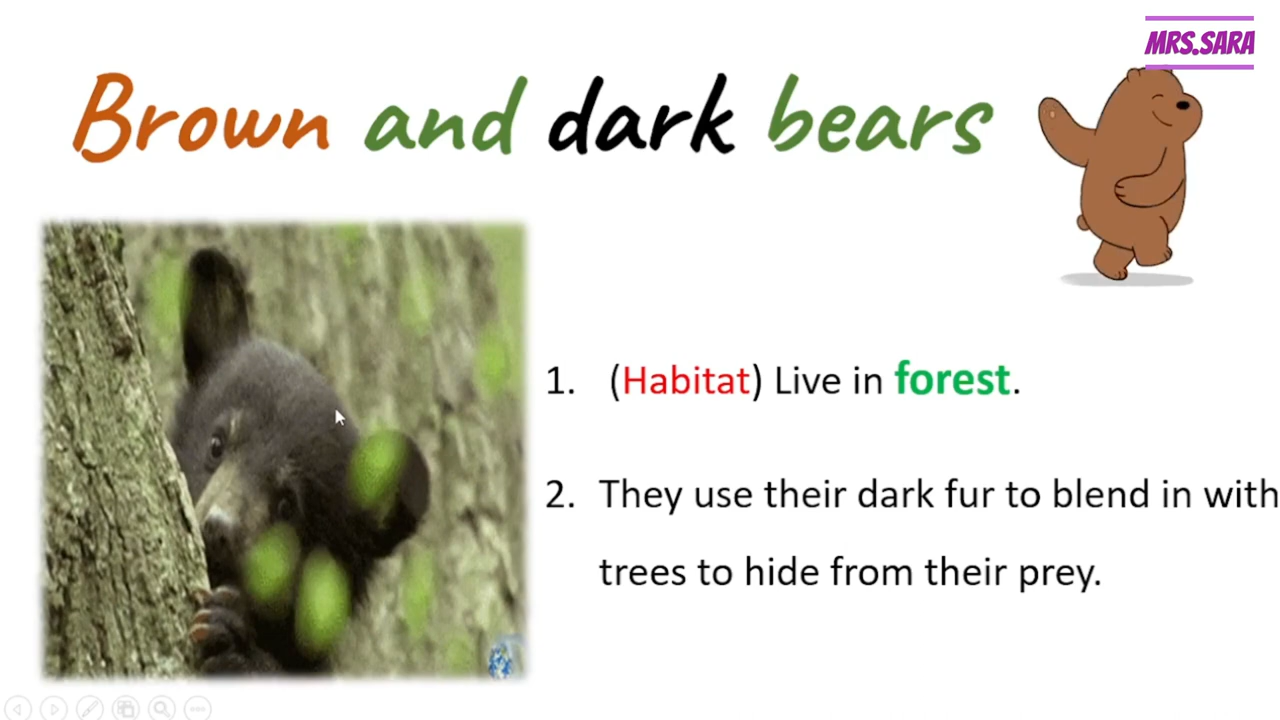 MRS.SARA
Brown and dark bears
1. (Habitat) Live in forest.
2. They use their dark fur to blend in with
trees to hide from their prey.